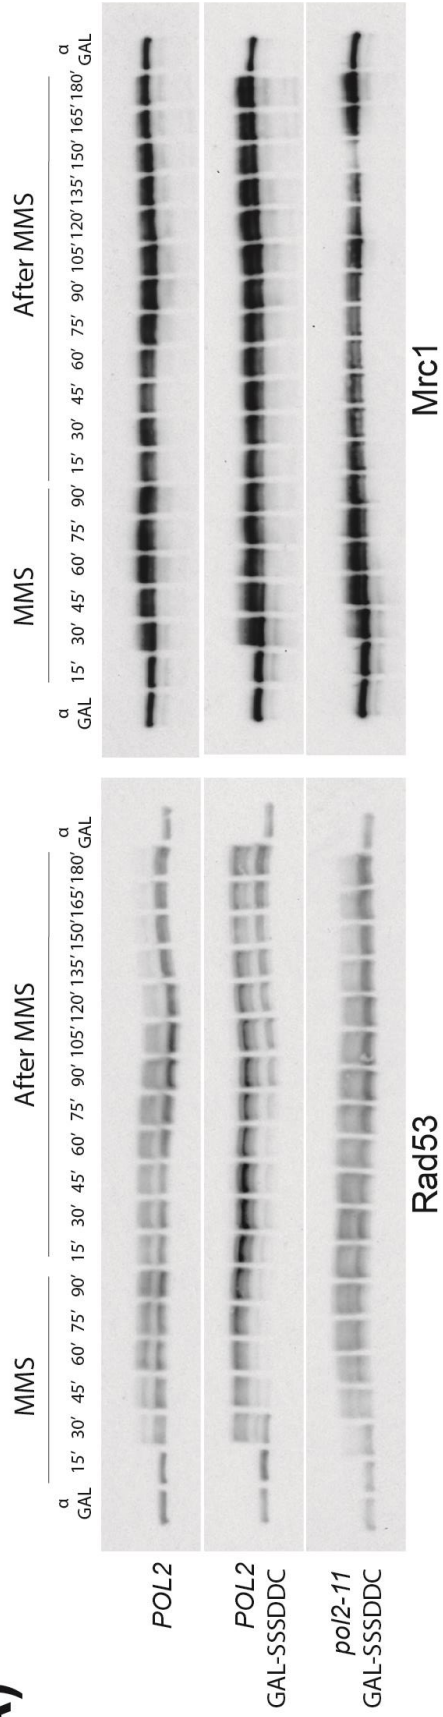 A)
MMS After MMS MMS After MMS
α GAL 15′ 30′ 45′ 60′ 75′ 90′ 15′ 30′ 45′ 60′ 75′ 90′ 105′ 120′ 135′ 150′ 165′ 180′ α GAL α GAL 15′ 30′ 45′ 60′ 75′ 90′ 15′ 30′ 45′ 60′ 75′ 90′ 105′ 120′ 135′ 150′ 165′ 180′ α GAL
POL2
POL2
GAL-SSSDDC
pol2-11
GAL-SSSDDC
Rad53 Mrc1